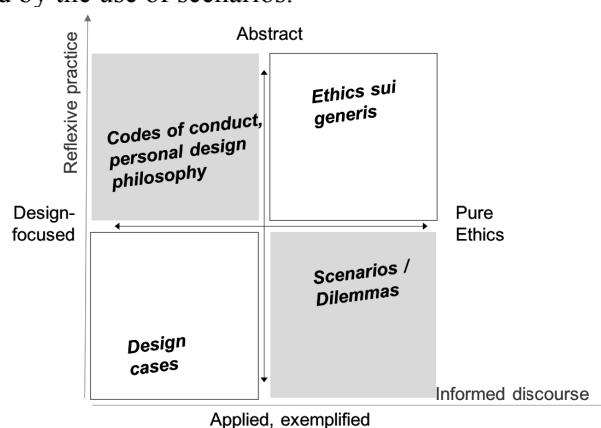 d by the use of scenarios.
Abstract
Reflexive practice
Ethics sui
generis
Codes of conduct,
personal design
philosophy
Design-
focused
Pure
Ethics
Scenarios /
Dilemmas
Design
cases
Informed discourse
Applied, exemplified